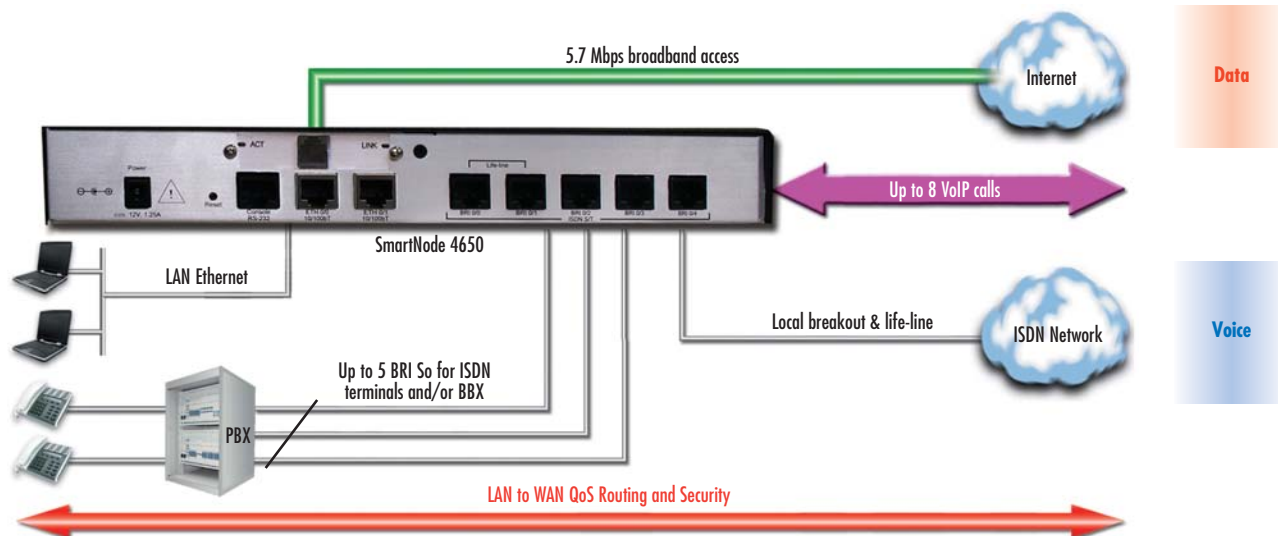 5.7 Mbps broadband access
Internet
Data
ACT
LINK
Power
Life-line
Reset
12V, 1.25A
Console
RS-232
ETH 0/0
10/100bT
ETH 0/1
10/100bT
BRI 0/0
BRI 0/1
BRI 0/2
ISDN S/T
BRI 0/3
BRI 0/4
Up to 8 VoIP calls
SmartNode 4650
LAN Ethernet
Local breakout & life-line
ISDN Network
Voice
Up to 5 BRI So for ISDN
terminals and/or BBX
PBX
LAN to WAN QoS Routing and Security